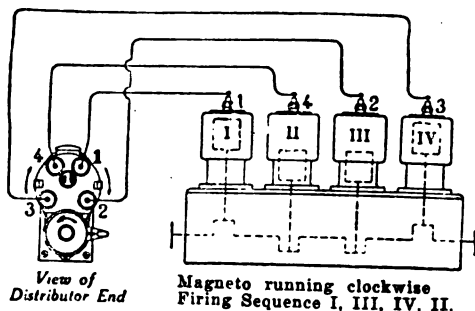 1 4 2 3
I II III IV
4 1
1
3 2
View of
Distributor End
Magneto running clockwise
Firing Sequence I, III, IV, II.